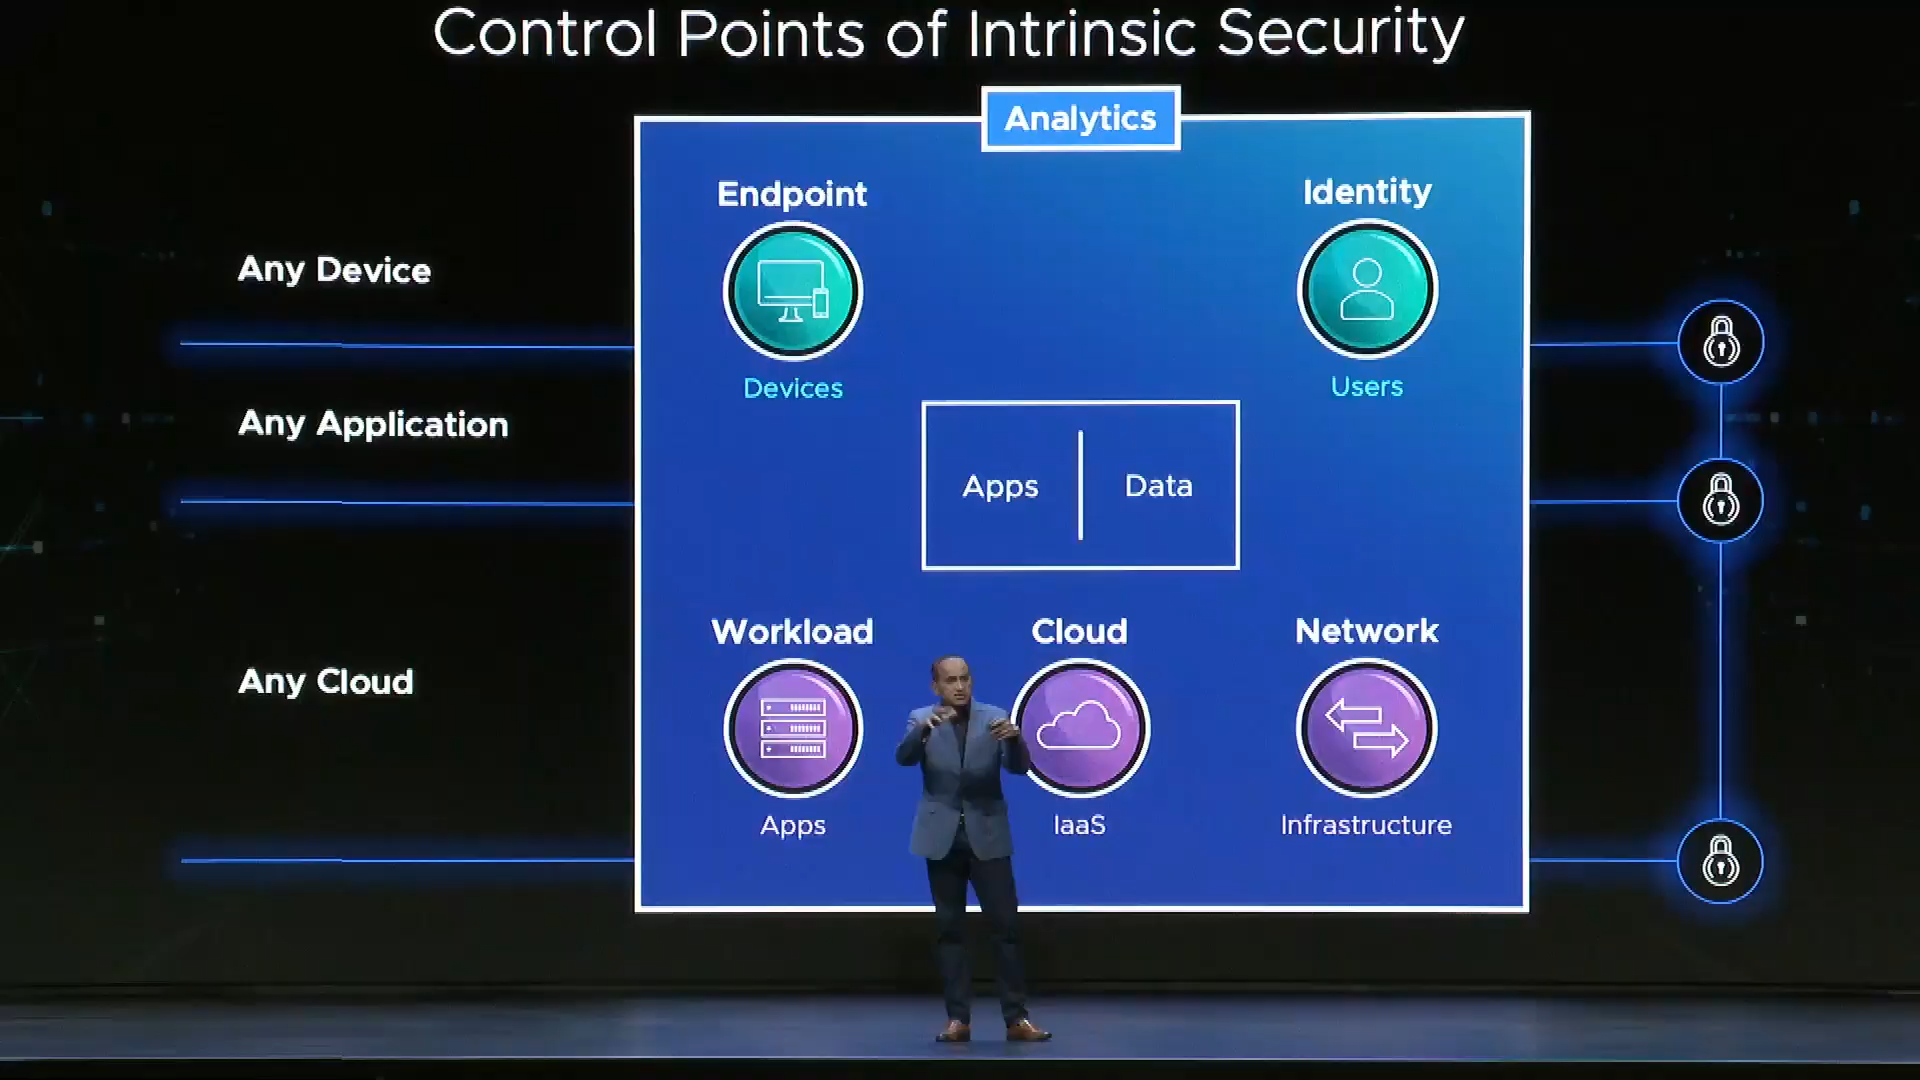 Control Points of Intrinsic Security
Analytics
Endpoint
Identity
Any Device
Devices
Users
Any Application
Apps
Data
Workload
Cloud
Network
Any Cloud
Apps
IaaS
Infrastructure